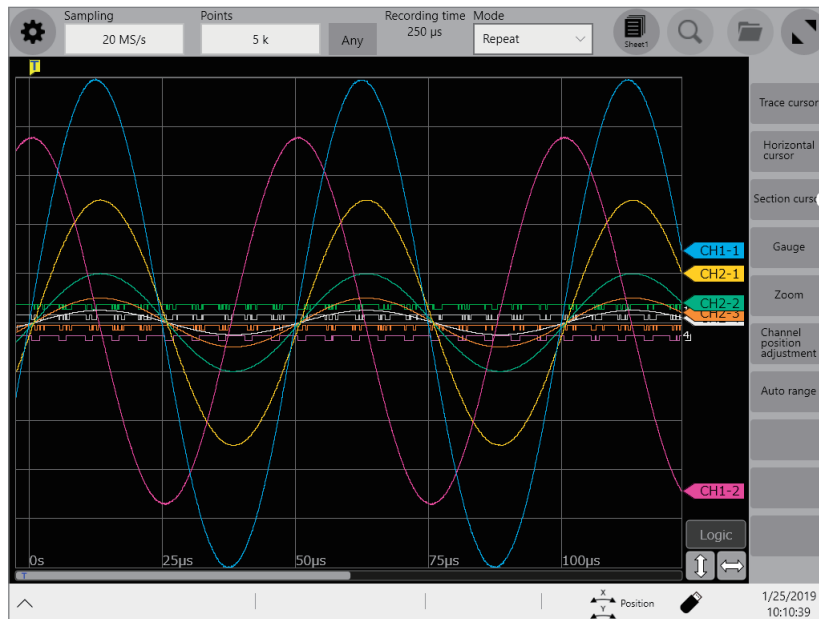 Sampling
20 MS/s
Points
5 k
Any
Recording time
250 µs
Mode
Repeat
Sheet1
T
Trace cursor
Horizontal
cursor
Section curs
Gauge
Zoom
Channel
position
adjustment
Auto range
CH1-1
CH2-1
CH2-2
CH2-3
CH1-2
Logic
0s
25µs
50µs
75µs
100µs
T
X
Y
Position
1/25/2019
10:10:39